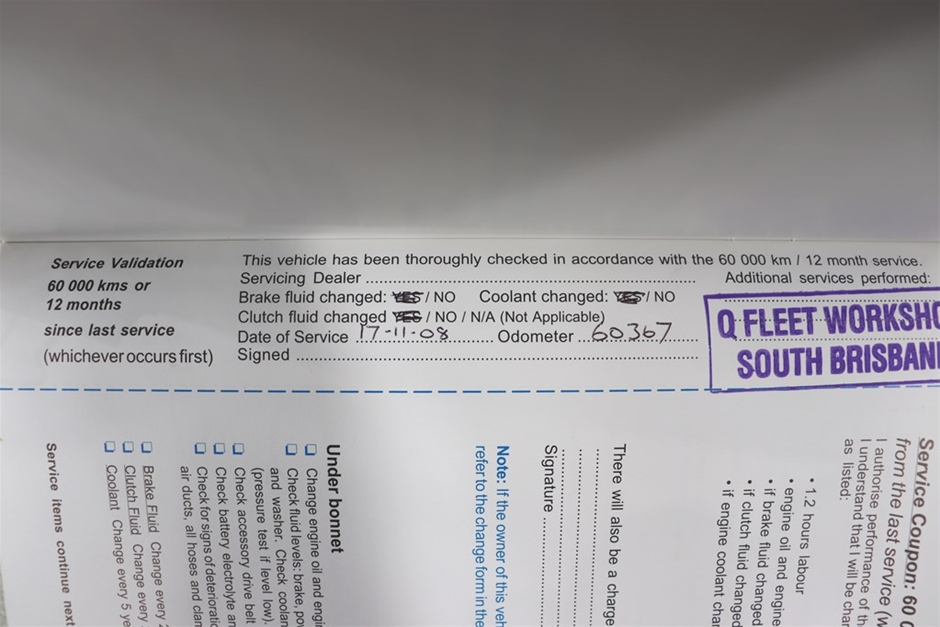 Service Validation
60 000 kms or
12 months
since last service
(whichever occurs first)
This vehicle has been thoroughly checked in accordance with the 60 000 km / 12 month service.
Servicing Dealer
Additional services performed:
Brake fluid changed: YES / NO Coolant changed: YES / NO
Clutch fluid changed YES / NO / N/A (Not Applicable)
Date of Service 17-11-08 Odometer 60367
Signed
Q FLEET WORKSHO
SOUTH BRISBAN
Service Coupon: 60 0
from the last service (w
I authorise performance of th
I understand that I will be char
as listed:
• 1.2 hours labour
• engine oil and engine
• if brake fluid changed
• if clutch fluid changed
• if engine coolant cha
There will also be a charge
Signature
Note: If the owner of this veh
refer to the change form in the
Under bonnet
❑ Change engine oil and engi
❑ Check fluid levels: brake, po
and washer. Check coolan
(pressure test if level low).
❑ Check accessory drive belt
❑ Check battery electrolyte an
❑ Check for signs of deteriorati
air ducts, all hoses and clan
❑ Brake Fluid Change every 2
❑ Clutch Fluid Change every
❑ Coolant Change every 5 ye
Service items continue next